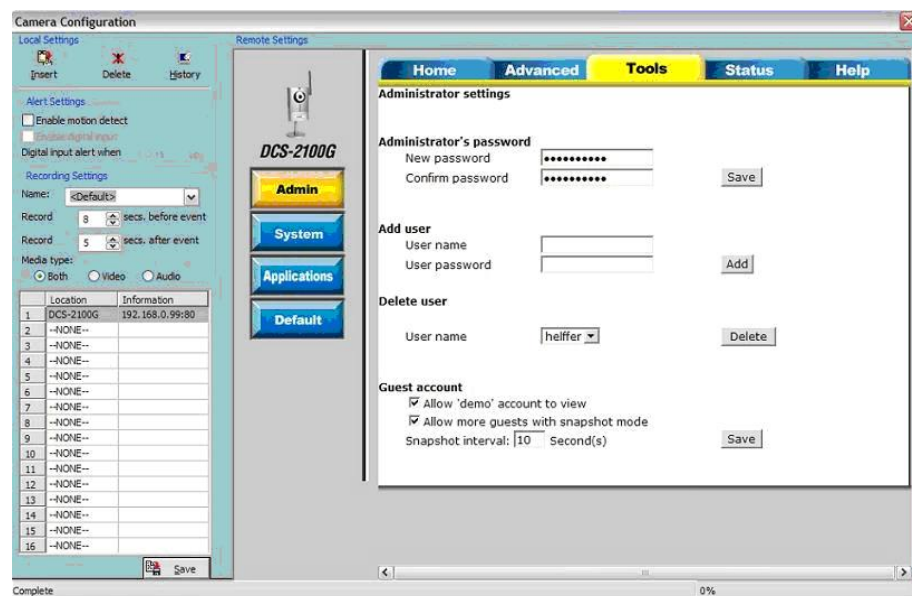 Camera Configuration
Local Settings
Insert Delete History
Alert Settings
Enable motion detect
Enable digital input
Digital input alert when
Recording Settings
Name: <Default>
Record 8 secs. before event
Record 5 secs. after event
Media type:
Both Video Audio
Location Information
1 DCS-2100G 192.168.0.99:80
2 --NONE--
3 --NONE--
4 --NONE--
5 --NONE--
6 --NONE--
7 --NONE--
8 --NONE--
9 --NONE--
10 --NONE--
11 --NONE--
12 --NONE--
13 --NONE--
14 --NONE--
15 --NONE--
16 --NONE--
Save
Remote Settings
DCS-2100G
Admin
System
Applications
Default
Home Advanced Tools Status Help
Administrator settings
Administrator's password
New password ••••••••••
Confirm password •••••••••• Save
Add user
User name
User password Add
Delete user
User name helffer Delete
Guest account
Allow 'demo' account to view
Allow more guests with snapshot mode
Snapshot interval: 10 Second(s) Save
Complete 0%